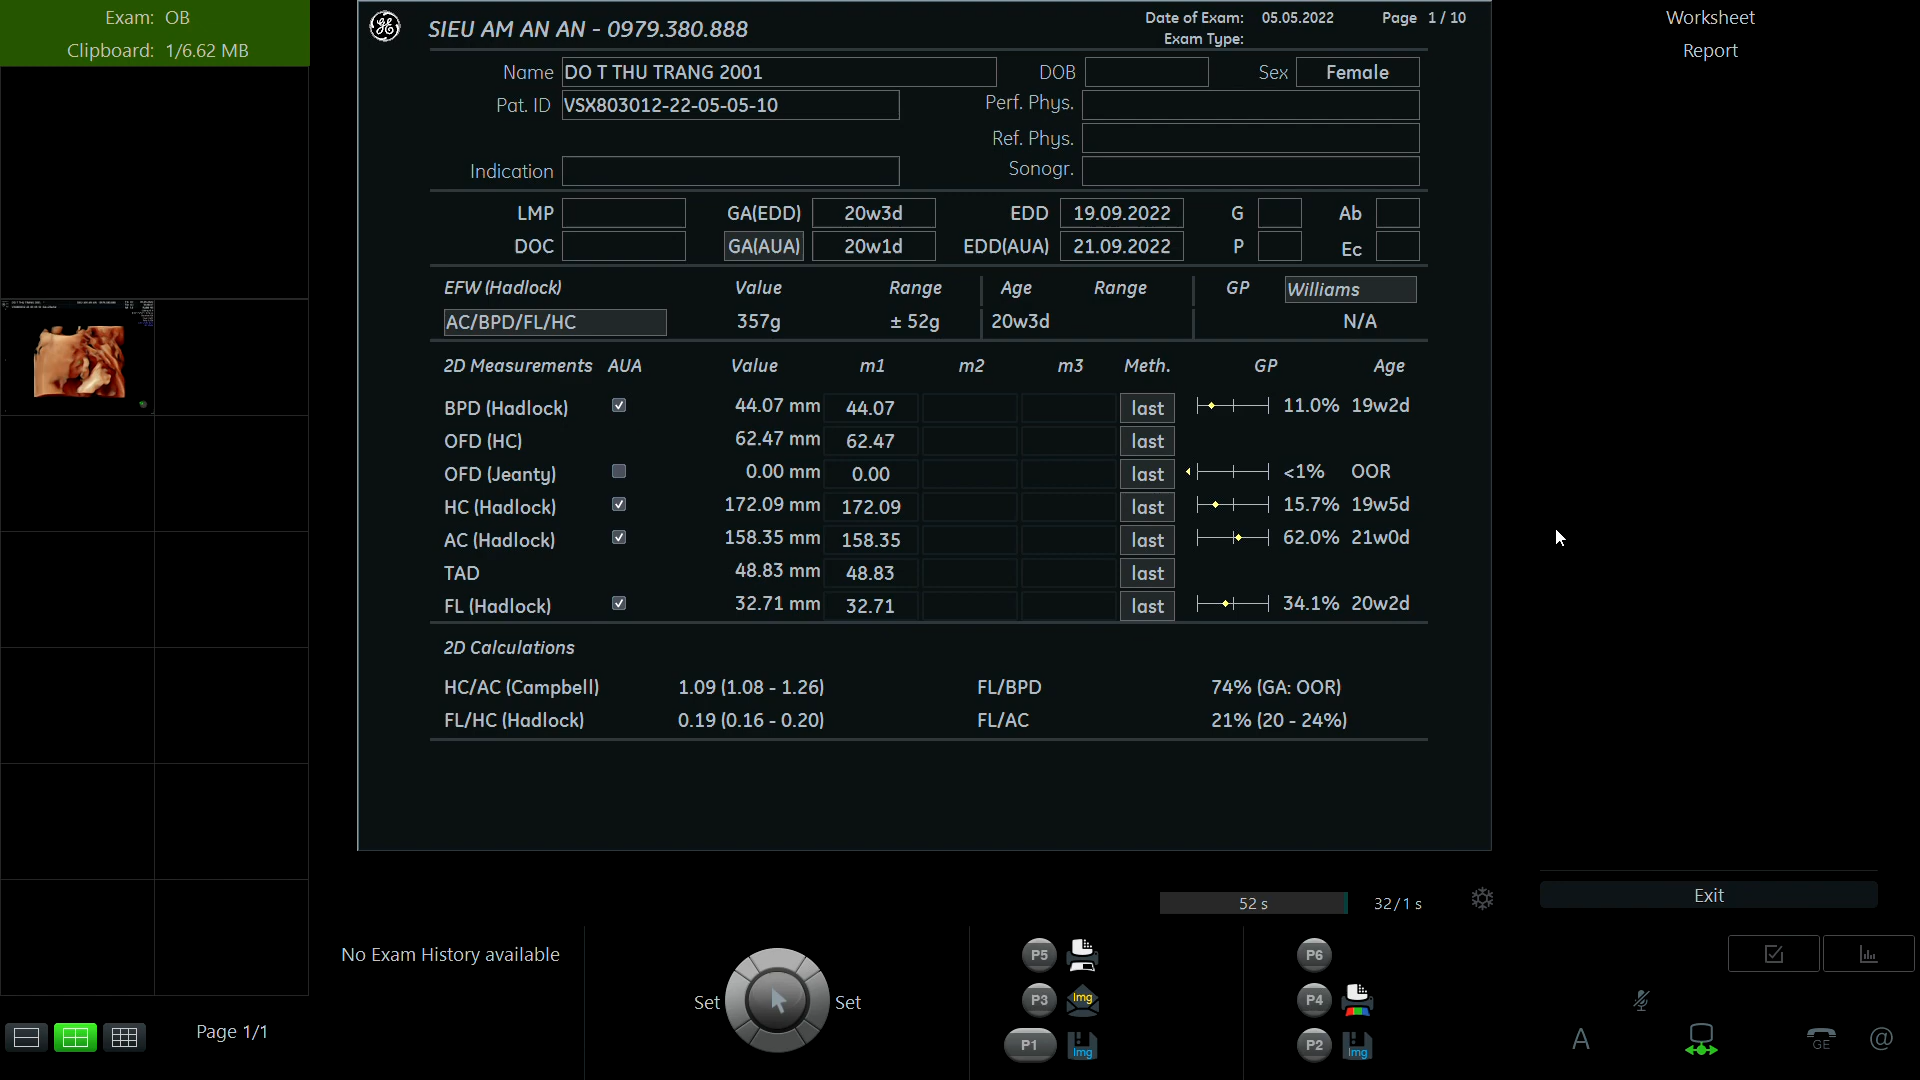 Exam: OB
Clipboard: 1/6.62 MB
SIEU AM AN AN - 0979.380.888
Date of Exam: 05.05.2022 Page 1 / 10
Exam Type:
Worksheet
Report
Name DO T THU TRANG 2001 DOB Sex Female
Pat. ID VSX803012-22-05-05-10 Perf. Phys.
Ref. Phys.
Indication Sonogr.
LMP GA(EDD) 20w3d EDD 19.09.2022 G Ab
DOC GA(AUA) 20w1d EDD(AUA) 21.09.2022 P Ec
EFW (Hadlock) Value Range Age Range GP Williams
AC/BPD/FL/HC 357g ± 52g 20w3d N/A
2D Measurements AUA Value m1 m2 m3 Meth. GP Age
BPD (Hadlock) 44.07 mm 44.07 last 11.0% 19w2d
OFD (HC) 62.47 mm 62.47 last
OFD (Jeanty) 0.00 mm 0.00 last <1% OOR
HC (Hadlock) 172.09 mm 172.09 last 15.7% 19w5d
AC (Hadlock) 158.35 mm 158.35 last 62.0% 21w0d
TAD 48.83 mm 48.83 last
FL (Hadlock) 32.71 mm 32.71 last 34.1% 20w2d
2D Calculations
HC/AC (Campbell) 1.09 (1.08 - 1.26) FL/BPD 74% (GA: OOR)
FL/HC (Hadlock) 0.19 (0.16 - 0.20) FL/AC 21% (20 - 24%)
52 s 32/1 s
Exit
No Exam History available
Set Set
P5 P6
P3 Img P4
P1 Img P2 Img
Page 1/1
A GE @